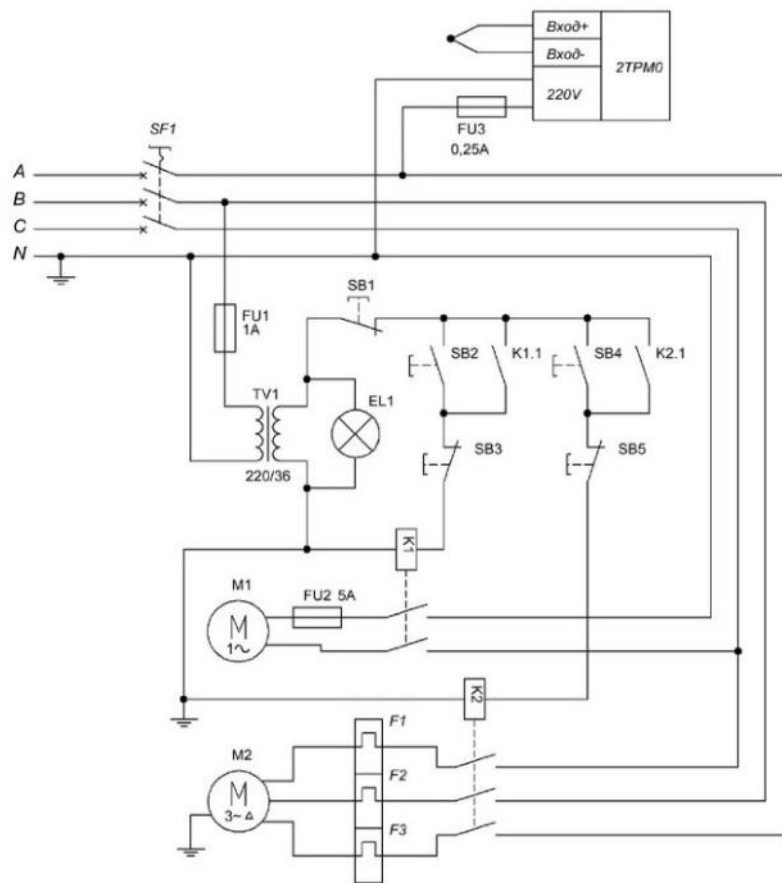 Вход+
Вход-
2ТРМ0
220V
FU3
0,25A
SF1
A
B
C
N
SB1
FU1
1A
SB2
K1.1
SB4
K2.1
TV1
EL1
220/36
SB3
SB5
K1
M1
FU2 5A
M
1~
K2
F1
M2
F2
M
3~ Δ
F3